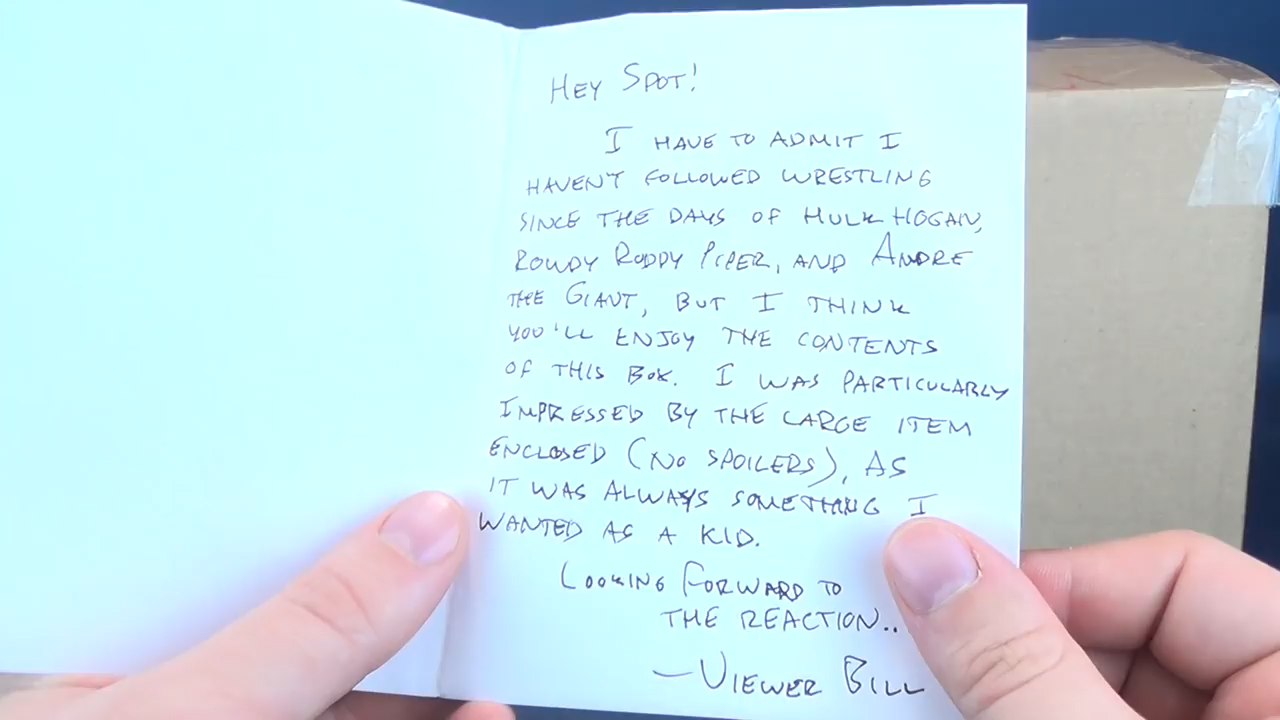 HEY SPOT!
I HAVE TO ADMIT I
HAVEN'T FOLLOWED WRESTLING
SINCE THE DAYS OF HULK HOGAN,
ROWDY RODDY PIPER, AND ANDRE
THE GIANT, BUT I THINK
YOU'LL ENJOY THE CONTENTS
OF THIS BOX. I WAS PARTICULARLY
IMPRESSED BY THE LARGE ITEM
ENCLOSED (NO SPOILERS), AS
IT WAS ALWAYS SOMETHING I
WANTED AS A KID.
LOOKING FORWARD TO
THE REACTION..
—VIEWER BILL